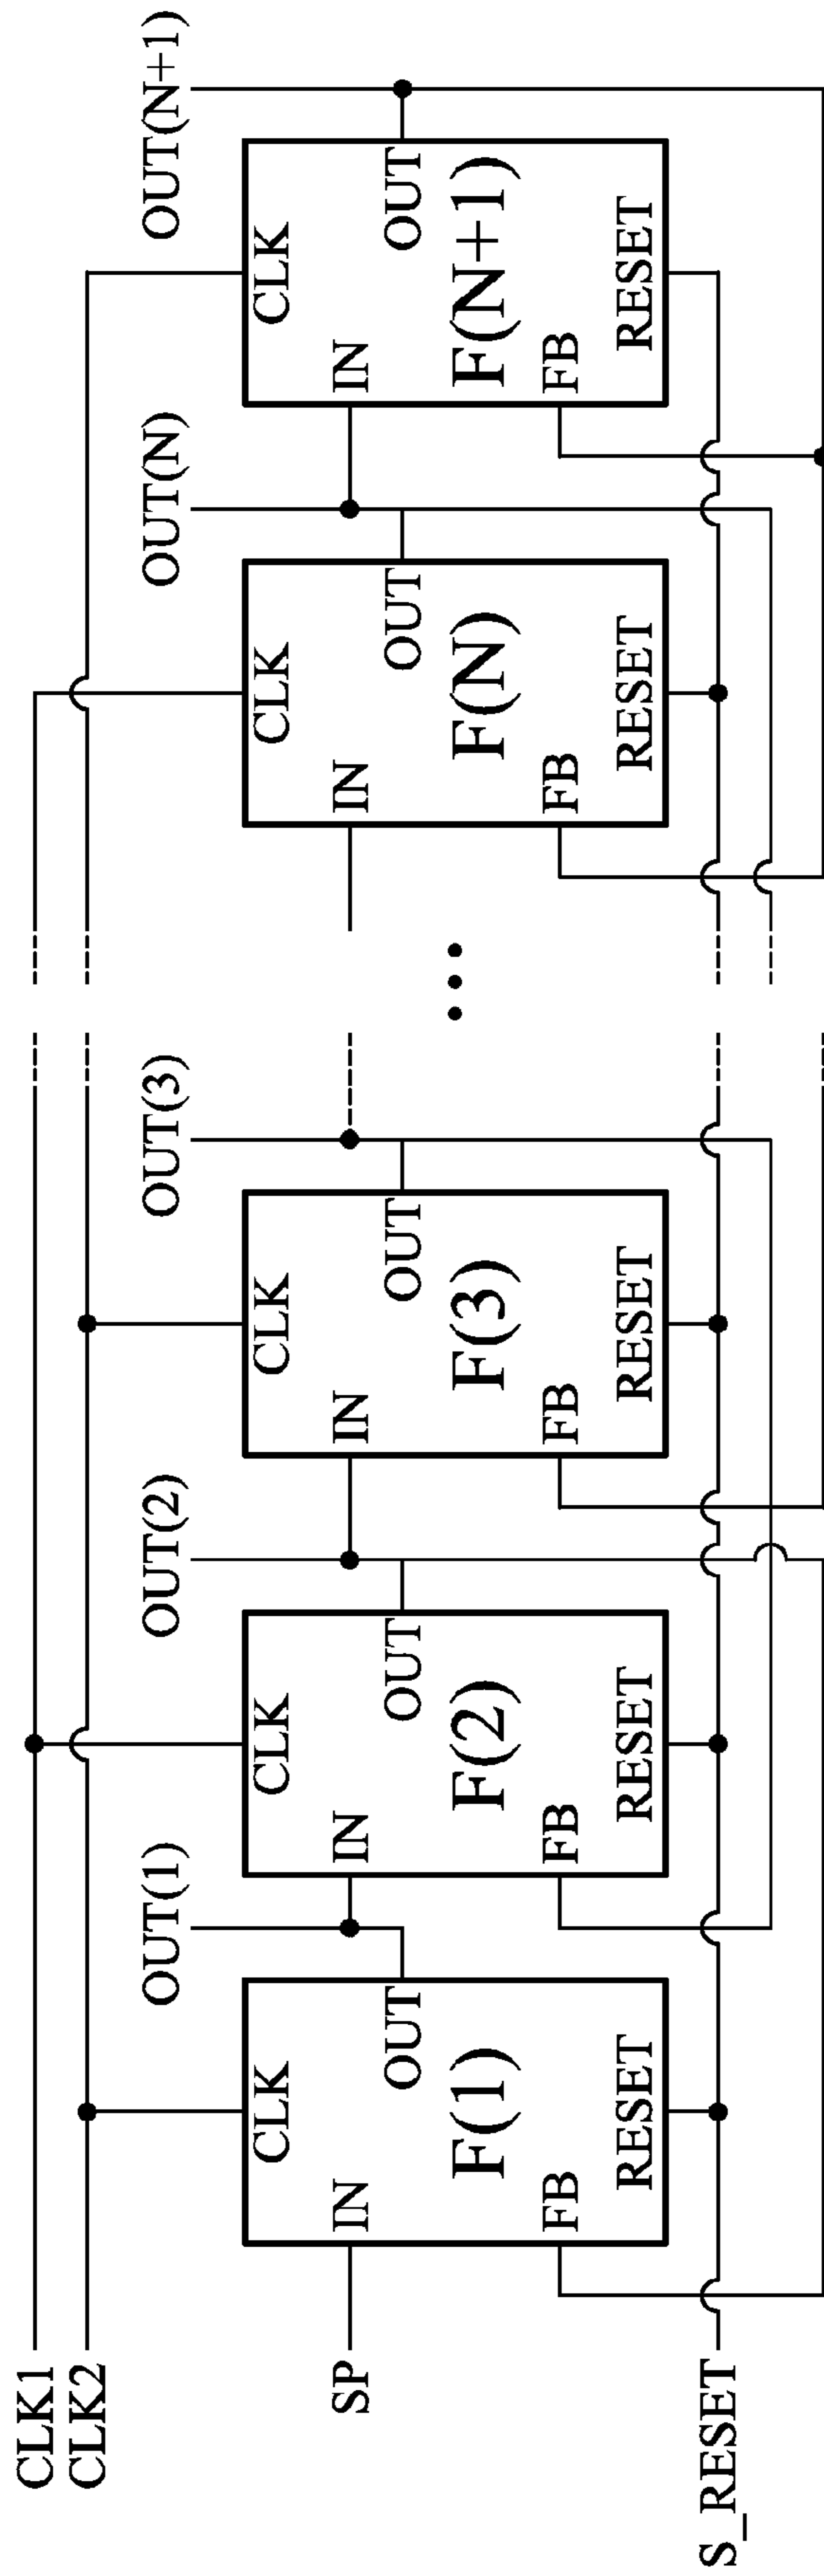 CLK1
CLK2
SP
S_RESET
OUT(1)
OUT(2)
OUT(3)
OUT(N)
OUT(N+1)
CLK
IN
OUT
F(1)
FB
RESET
CLK
IN
OUT
F(2)
FB
RESET
CLK
IN
OUT
F(3)
FB
RESET
CLK
IN
OUT
F(N)
FB
RESET
CLK
IN
OUT
F(N+1)
FB
RESET